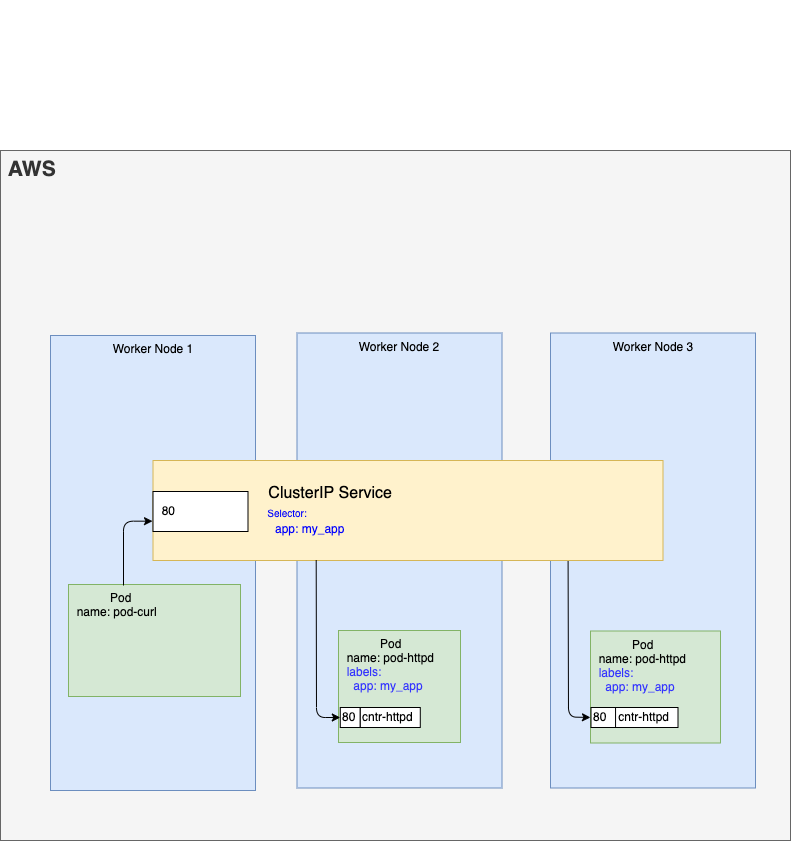 AWS
Worker Node 1
Worker Node 2
Worker Node 3
ClusterIP Service
80
Selector:
app: my_app
Pod
name: pod-curl
Pod
name: pod-httpd
labels:
app: my_app
80 cntr-httpd
Pod
name: pod-httpd
labels:
app: my_app
80 cntr-httpd